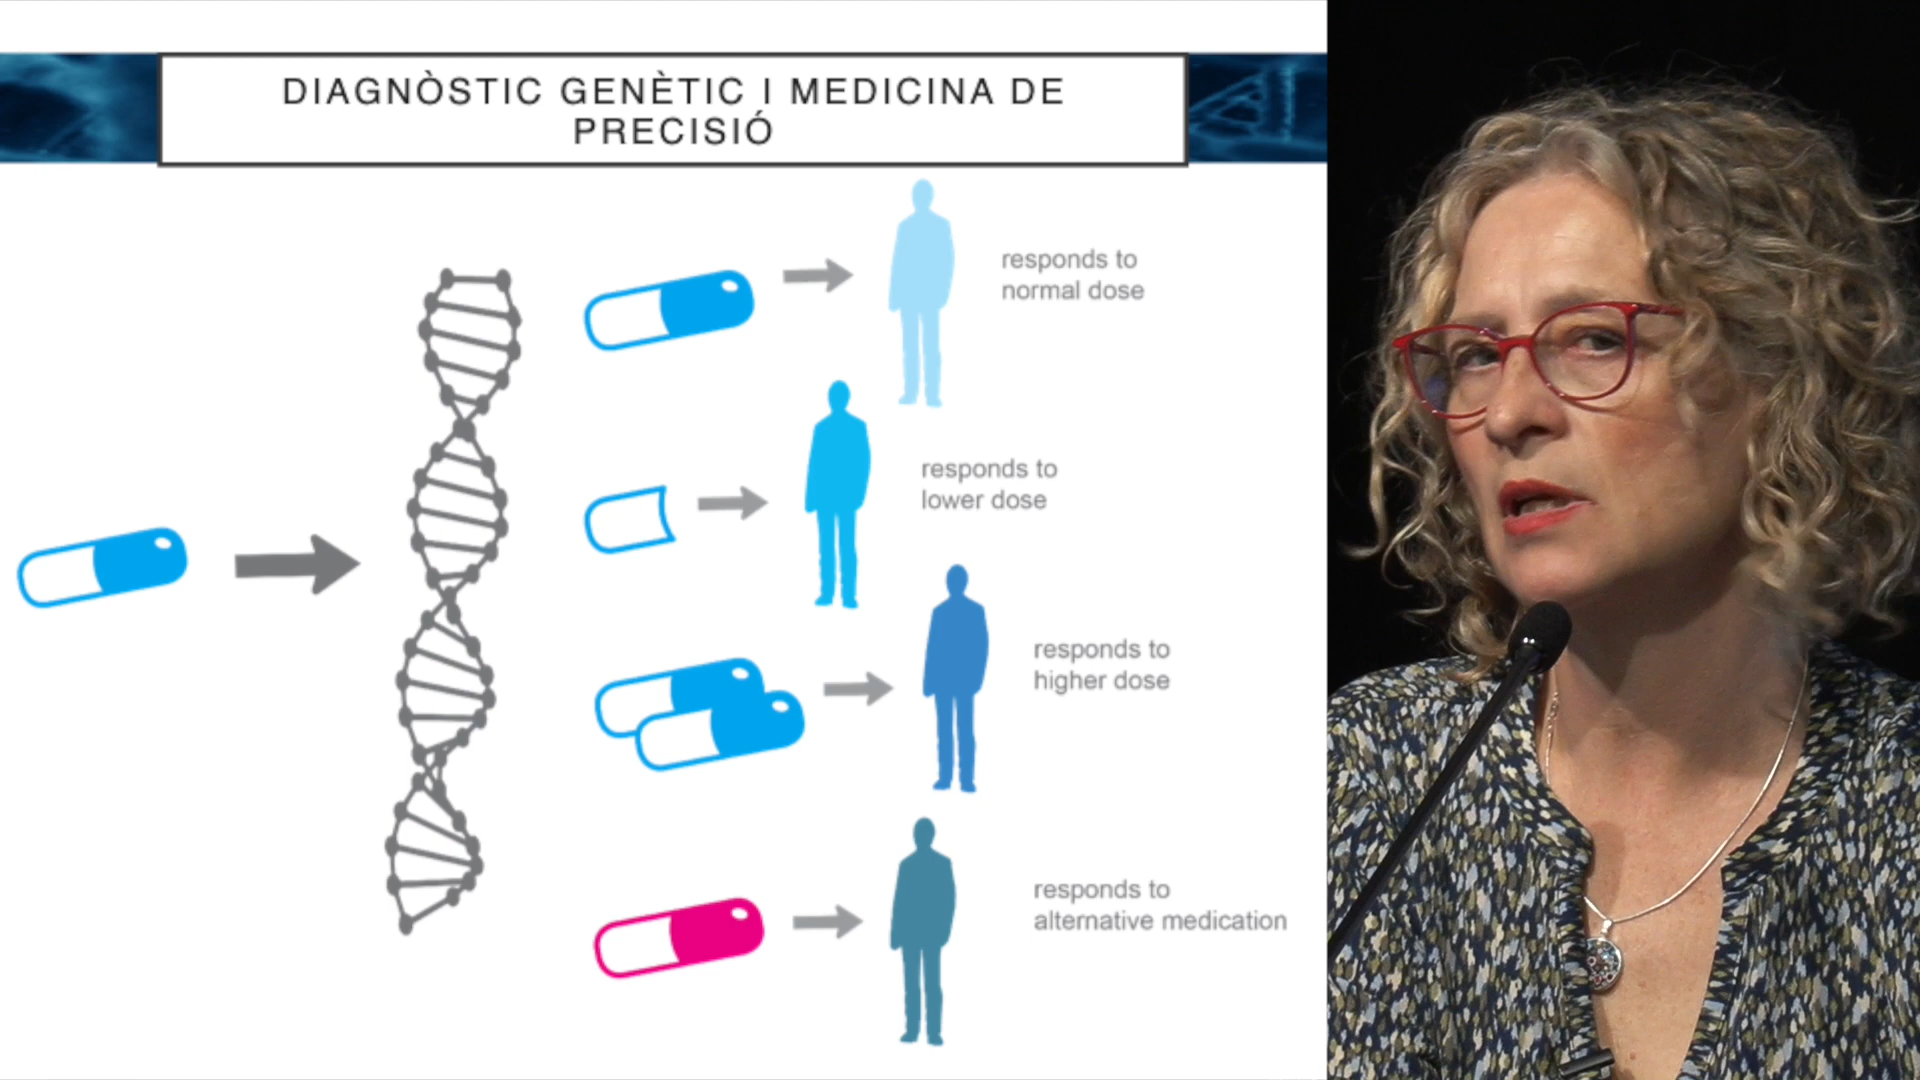 DIAGNÒSTIC GENÈTIC I MEDICINA DE
PRECISIÓ
responds to
normal dose
responds to
lower dose
responds to
higher dose
responds to
alternative medication